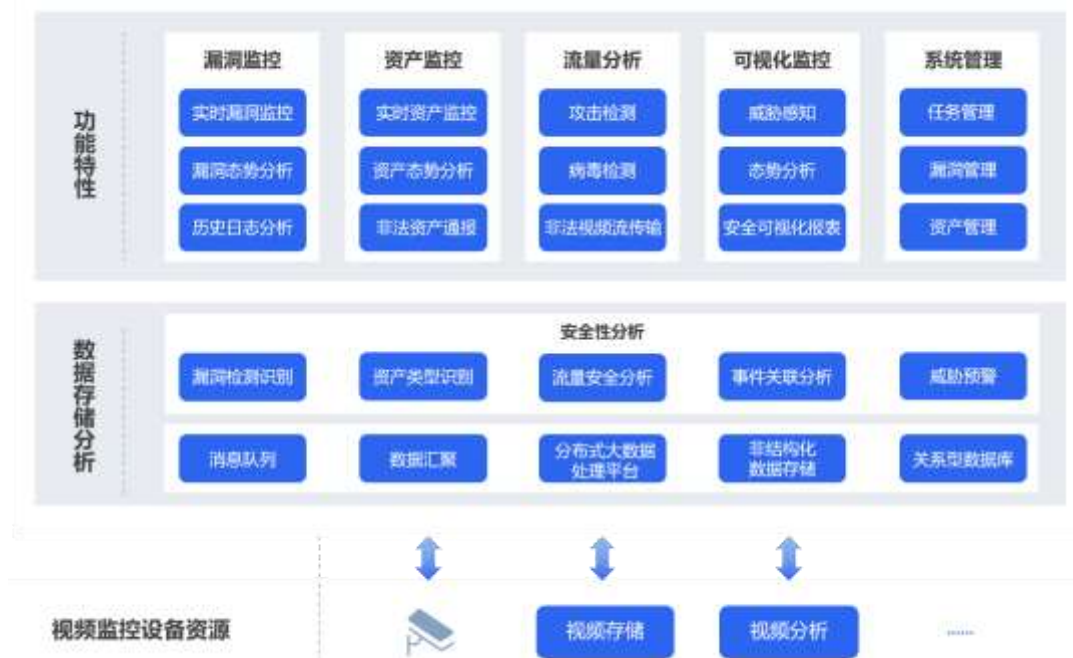 功能特性
漏洞监控
资产监控
流量分析
可视化监控
系统管理
实时漏洞监控
实时资产监控
攻击检测
威胁感知
任务管理
漏洞态势分析
资产态势分析
病毒检测
态势分析
漏洞管理
历史日志分析
非法资产通报
非法视频流传输
安全可视化报表
资产管理
数据存储分析
安全性分析
漏洞检测识别
资产类型识别
流量安全分析
事件关联分析
威胁预警
消息队列
数据汇聚
分布式大数据
处理平台
非结构化
数据存储
关系型数据库
视频监控设备资源
视频存储
视频分析
......